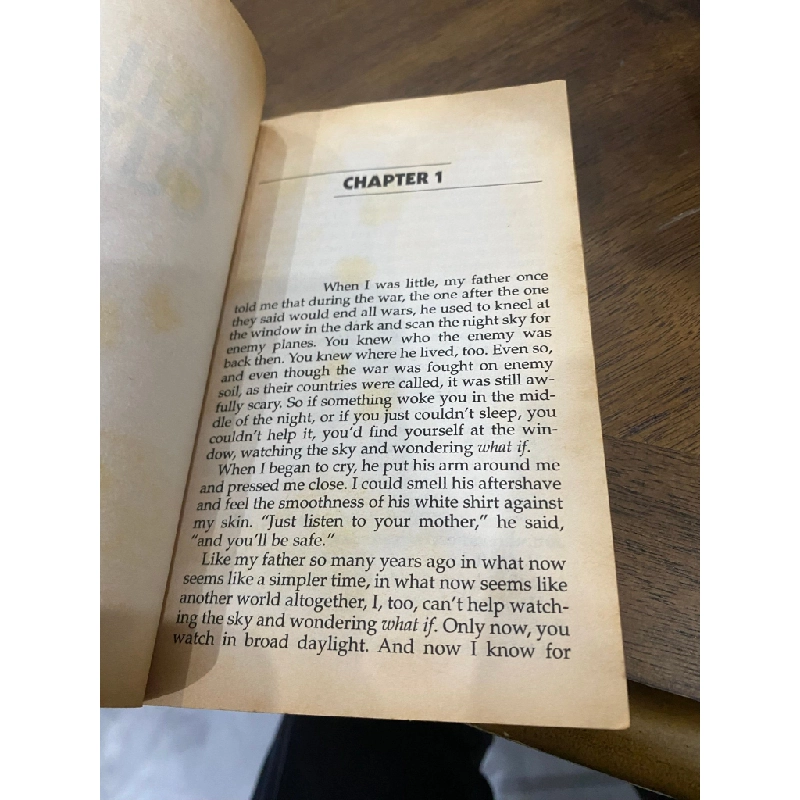 CHAPTER 1
When I was little, my father once
told me that during the war, the one after the one
they said would end all wars, he used to kneel at
the window in the dark and scan the night sky for
enemy planes. You knew who the enemy was
back then. You knew where he lived, too. Even so,
and even though the war was fought on enemy
soil, as their countries were called, it was still aw-
fully scary. So if something woke you in the mid-
dle of the night, or if you just couldn't sleep, you
couldn't help it, you'd find yourself at the win-
dow, watching the sky and wondering what if.
When I began to cry, he put his arm around me
and pressed me close. I could smell his aftershave
and feel the smoothness of his white shirt against
my skin. "Just listen to your mother," he said,
"and you'll be safe."
Like my father so many years ago in what now
seems like a simpler time, in what now seems like
another world altogether, I, too, can't help watch-
ing the sky and wondering what if. Only now, you
watch in broad daylight. And now I know for